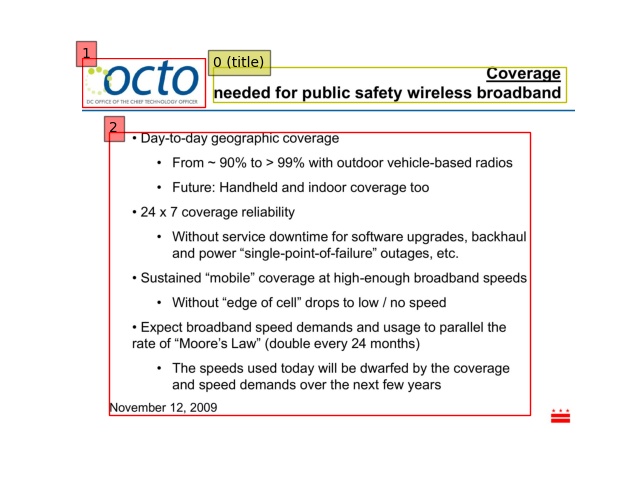 1
0 (title)
octo
DC OFFICE OF THE CHIEF TECHNOLOGY OFFICER
Coverage
needed for public safety wireless broadband
2
• Day-to-day geographic coverage
• From ~ 90% to > 99% with outdoor vehicle-based radios
• Future: Handheld and indoor coverage too
• 24 x 7 coverage reliability
• Without service downtime for software upgrades, backhaul
and power “single-point-of-failure” outages, etc.
• Sustained “mobile” coverage at high-enough broadband speeds
• Without “edge of cell” drops to low / no speed
• Expect broadband speed demands and usage to parallel the
rate of “Moore’s Law” (double every 24 months)
• The speeds used today will be dwarfed by the coverage
and speed demands over the next few years
November 12, 2009